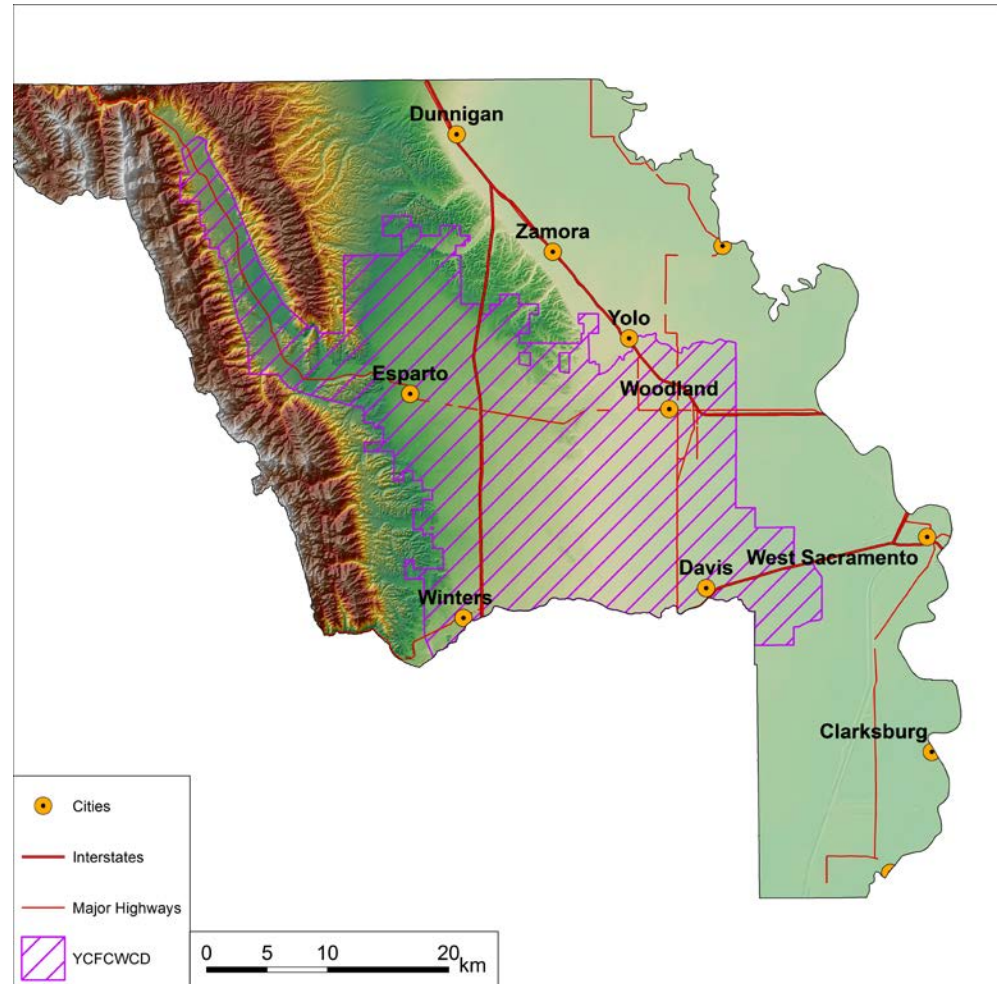 Dunnigan
Zamora
Yolo
Esparto
Woodland
West Sacramento
Davis
Winters
Clarksburg
Cities
Interstates
Major Highways
YCFCWCD
0 5 10 20 km